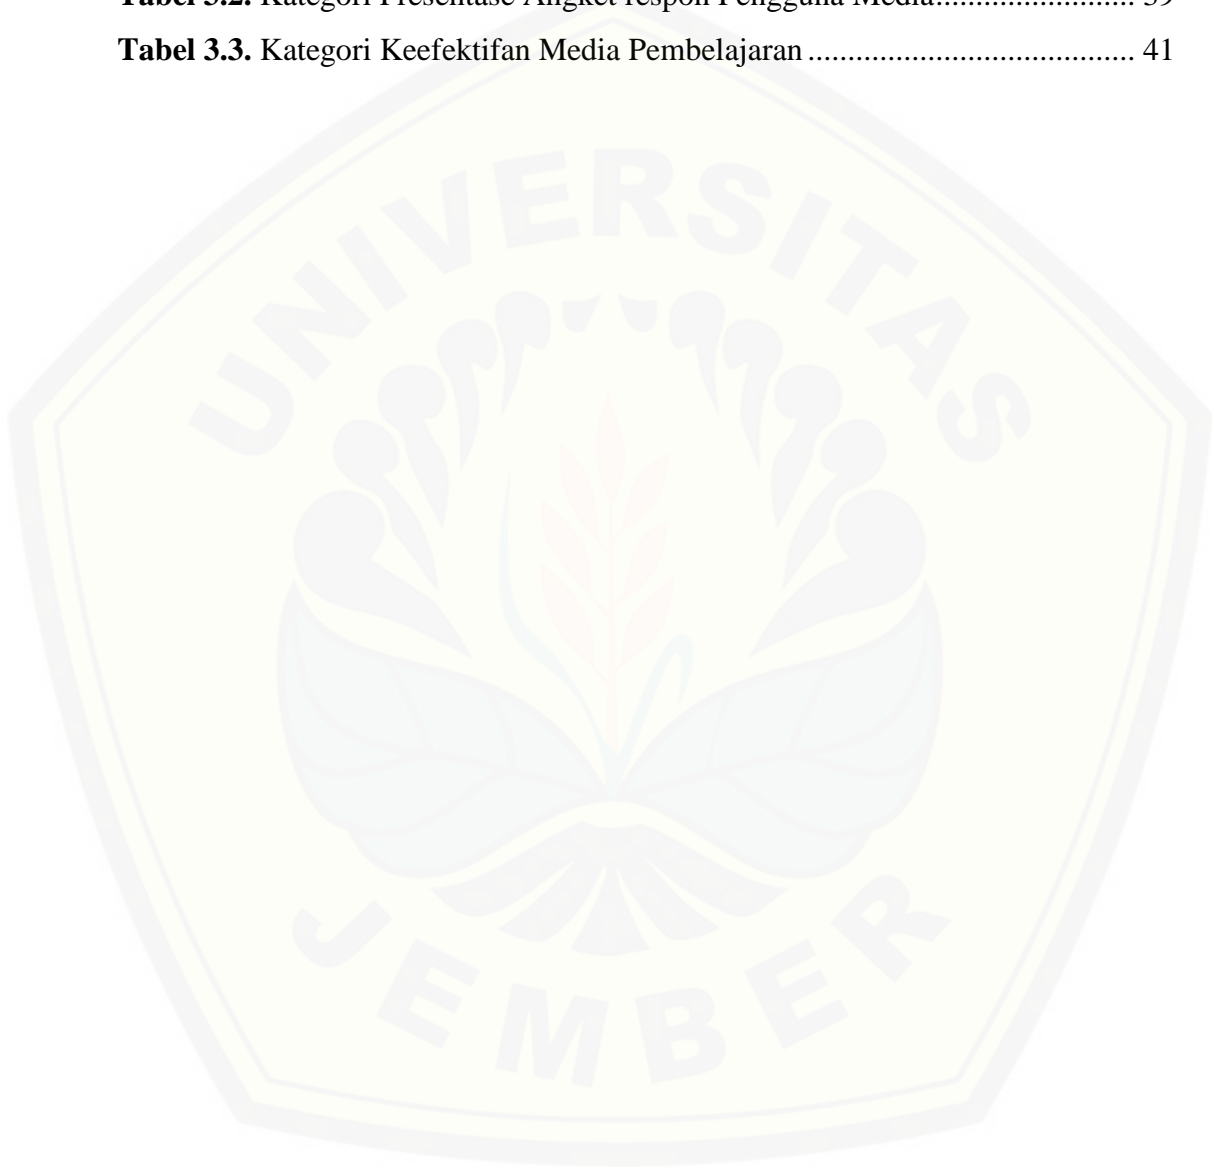 Tabel 3.2. Kategori Presentase Angket respon Pengguna Media......................... 39
Tabel 3.3. Kategori Keefektifan Media Pembelajaran ......................................... 41
UNIVERSITAS
JEMBER